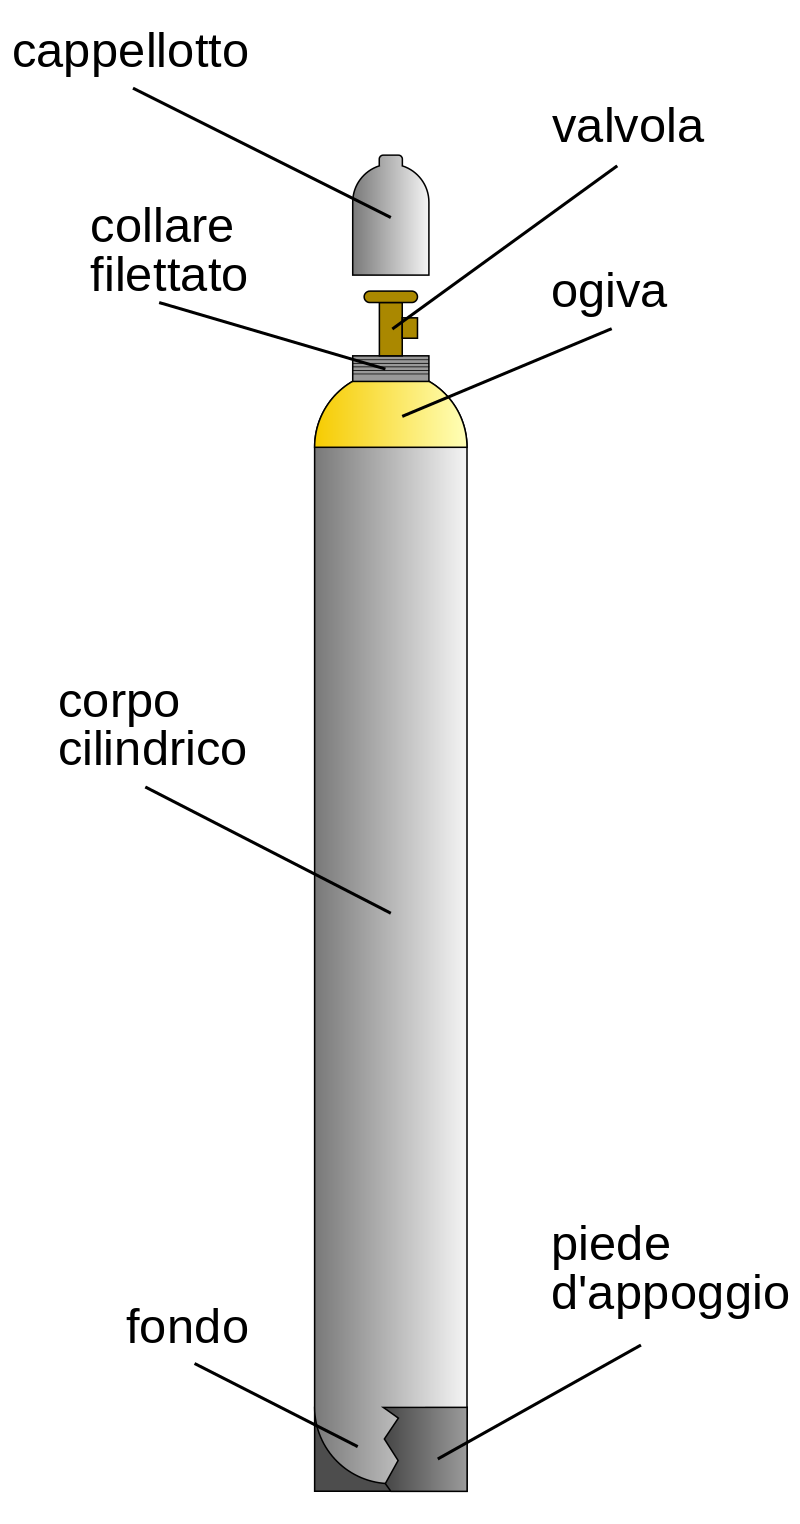 cappellotto
valvola
collare
filettato
ogiva
corpo
cilindrico
piede
d'appoggio
fondo